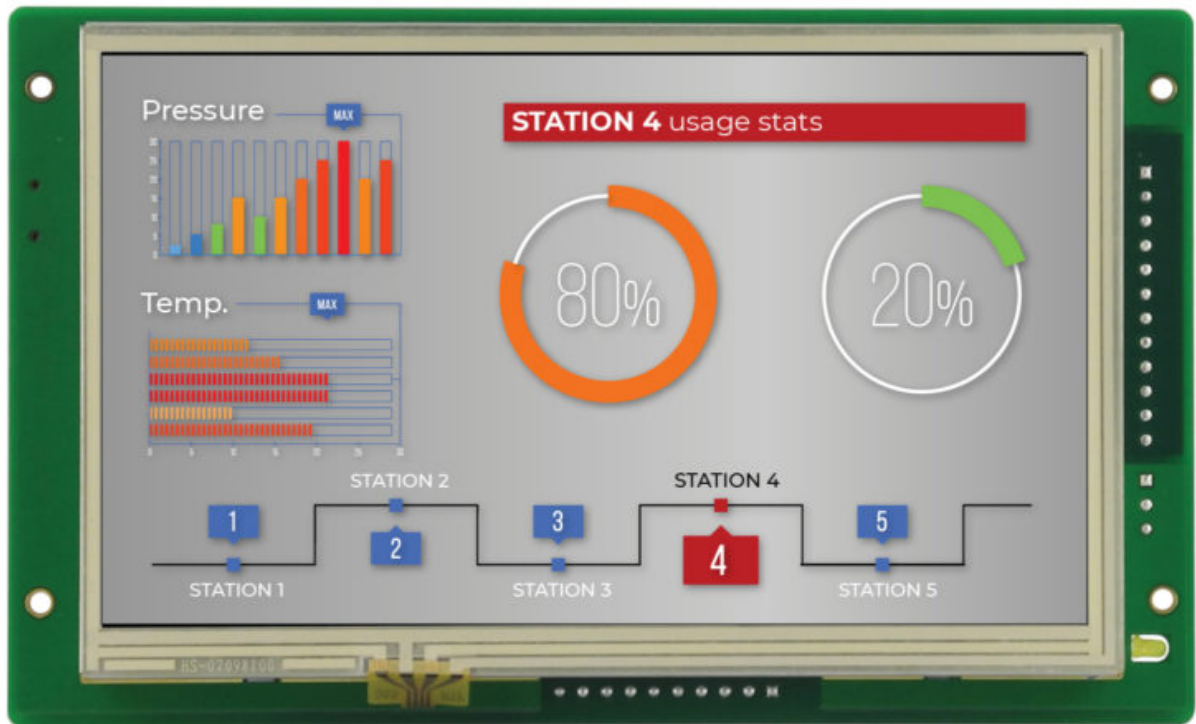 Pressure
MAX
STATION 4 usage stats
80%
20%
Temp.
MAX
STATION 2
STATION 4
1
2
3
4
5
STATION 1
STATION 3
STATION 5